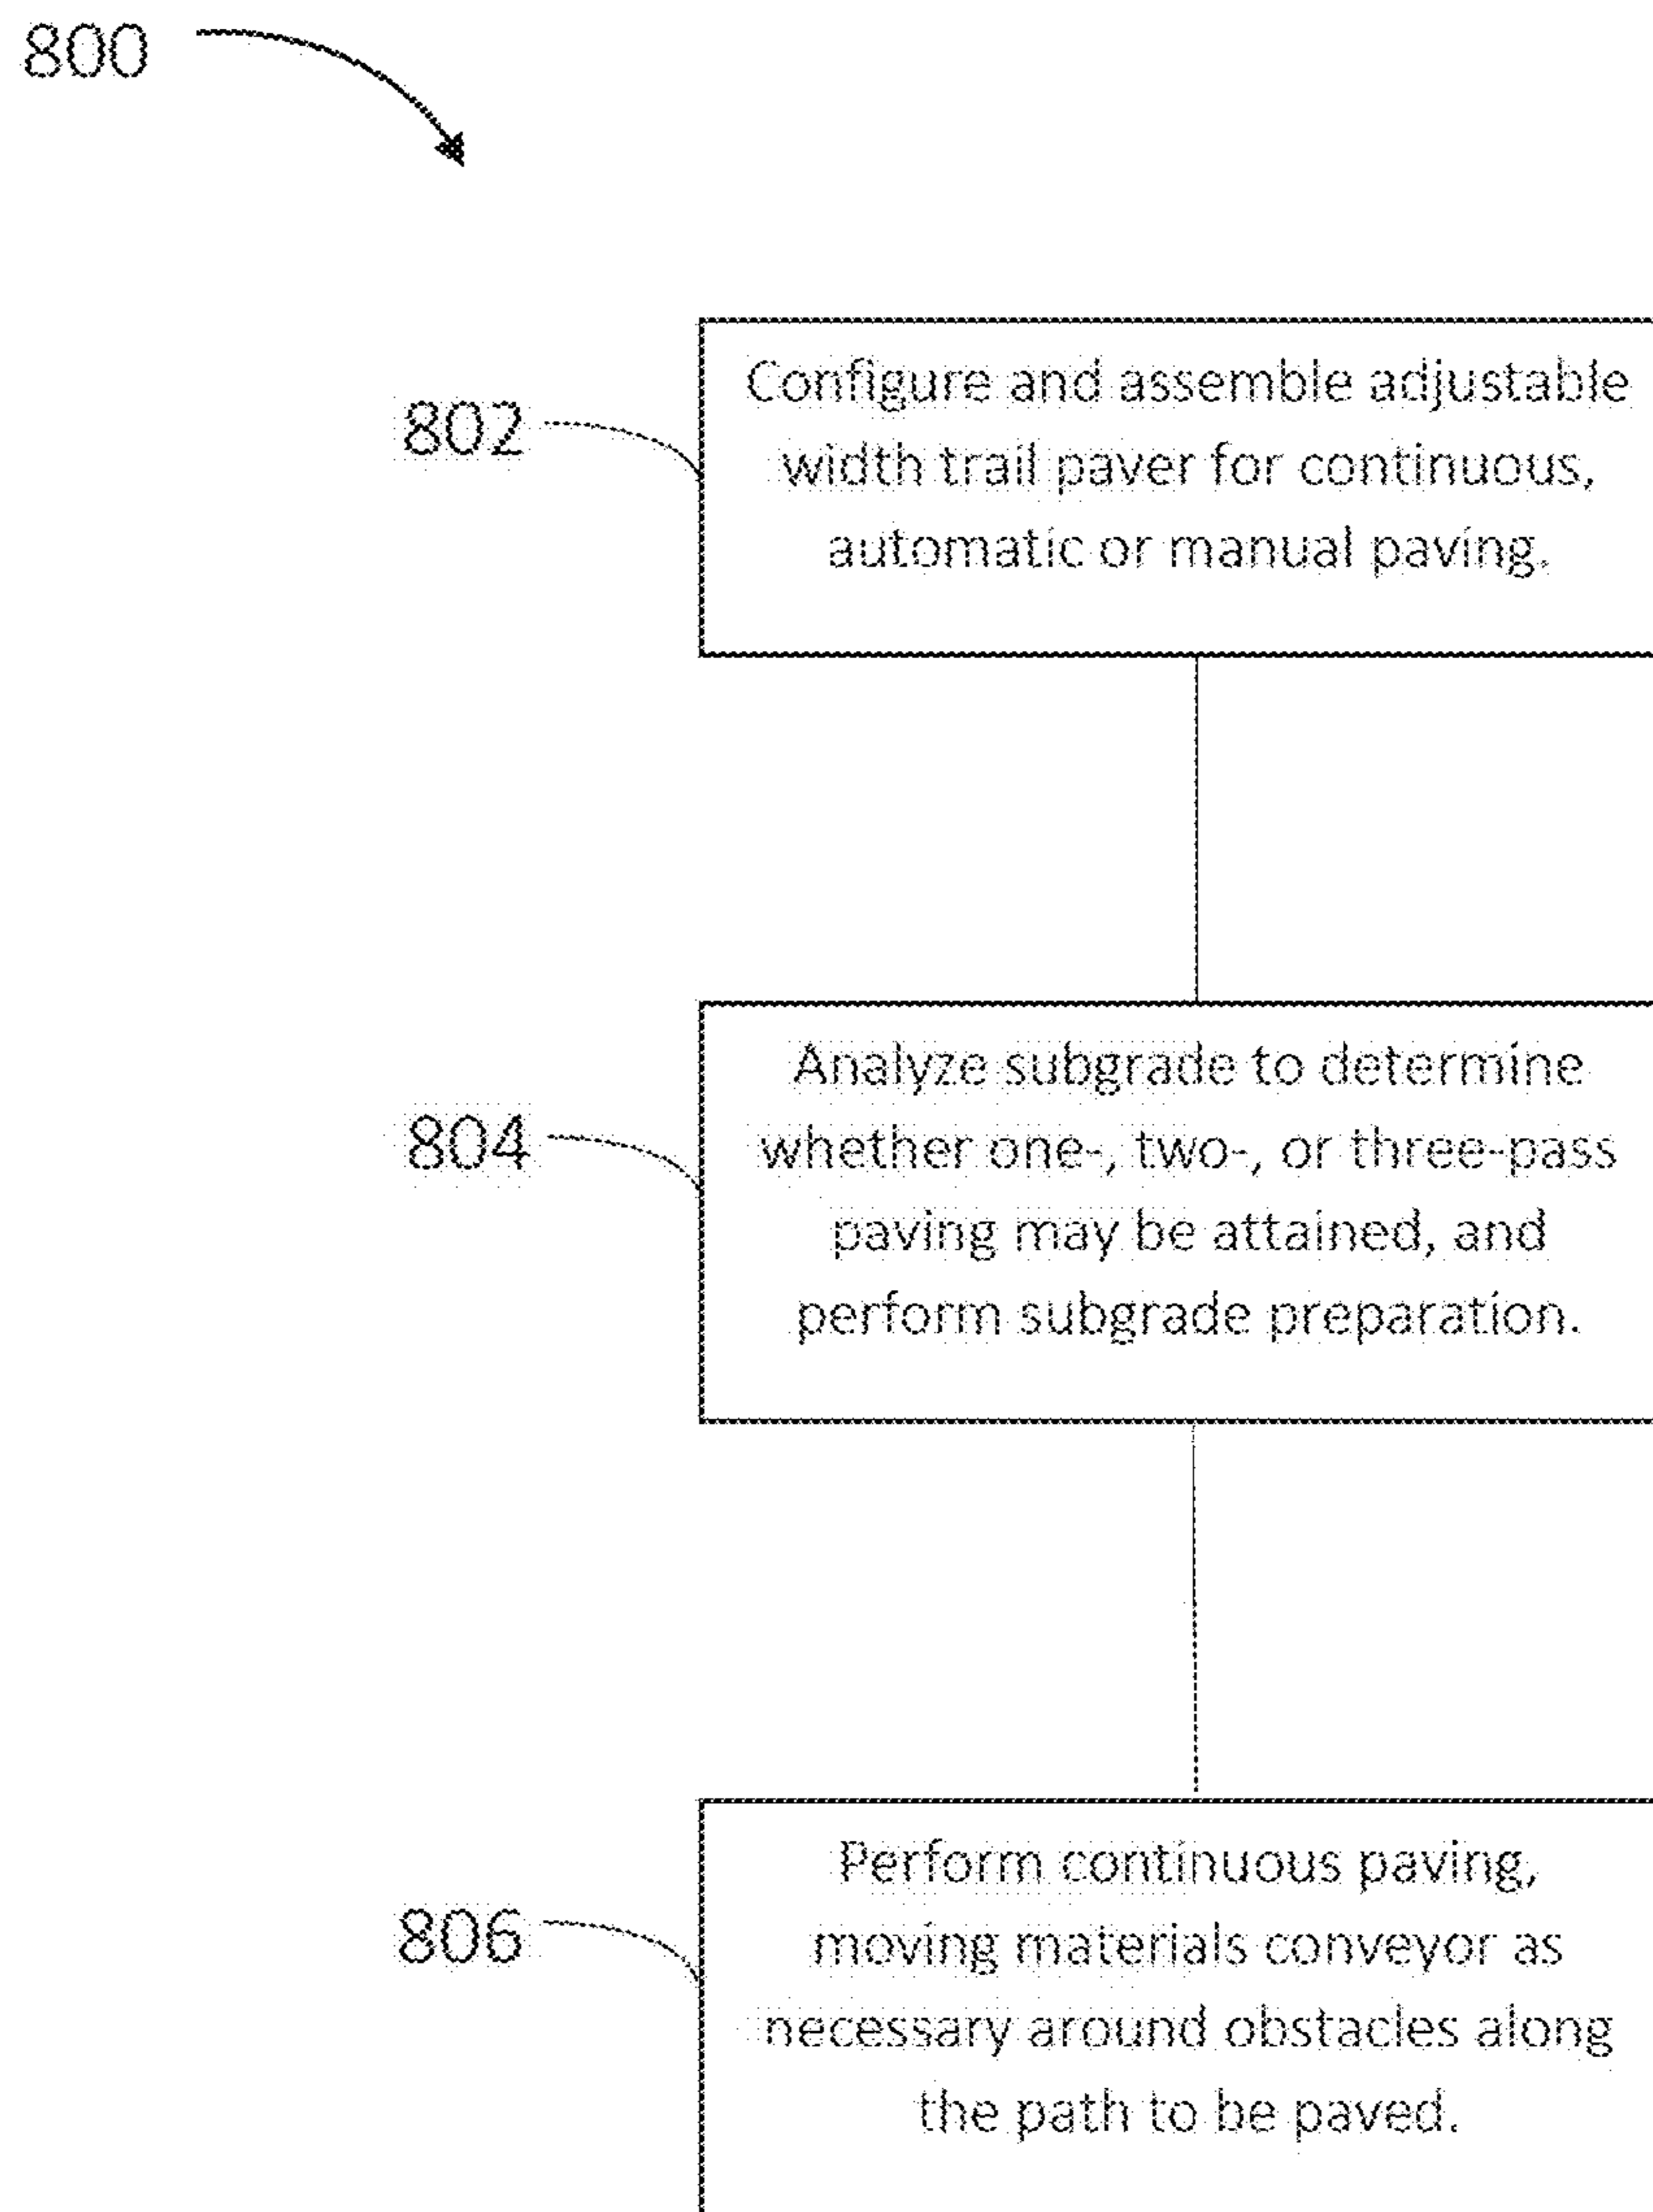 800
802
Configure and assemble adjustable
width trail paver for continuous,
automatic or manual paving.
804
Analyze subgrade to determine
whether one-, two-, or three-pass
paving may be attained, and
perform subgrade preparation.
806
Perform continuous paving,
moving materials conveyor as
necessary around obstacles along
the path to be paved.